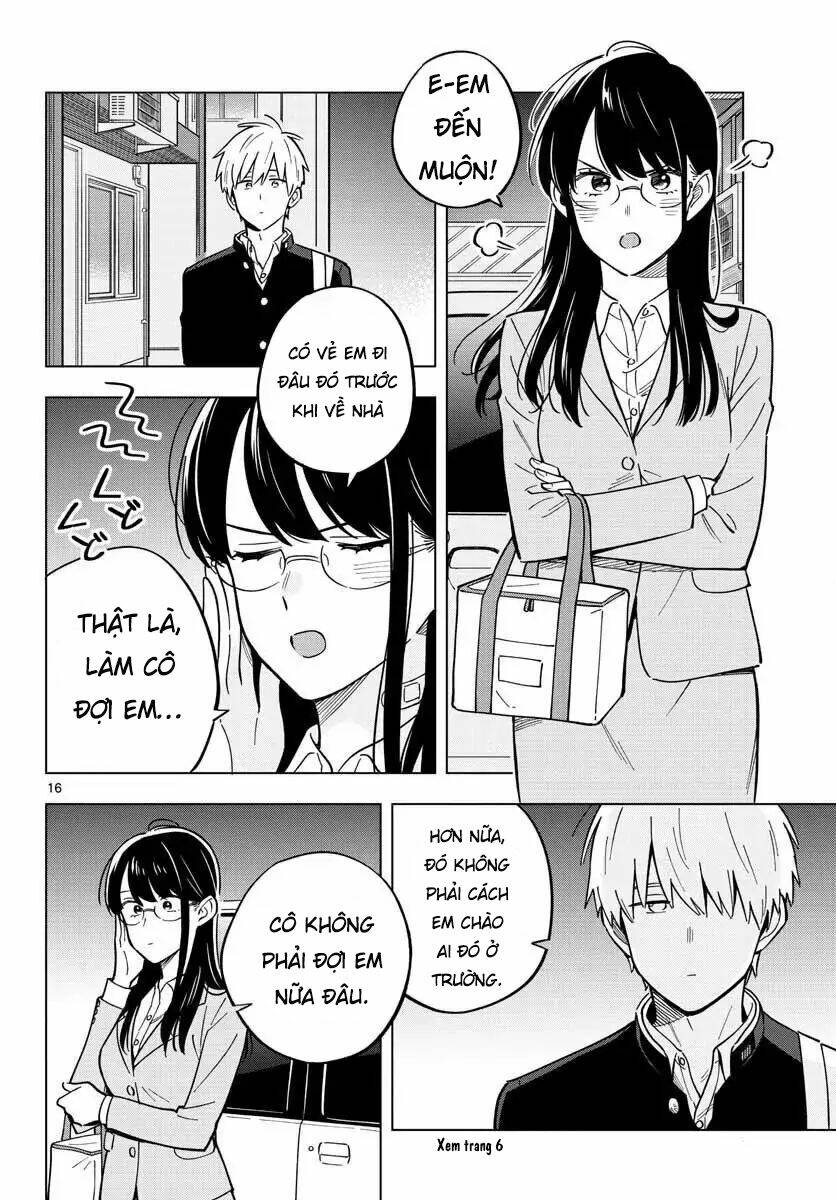 E-EM
ĐẾN
MUỘN!
CÓ VẺ EM ĐI
ĐÂU ĐÓ TRƯỚC
KHI VỀ NHÀ
くど
くど
THẬT LÀ,
LÀM CÔ
ĐỢI EM...
16
HƠN NỮA,
ĐÓ KHÔNG
PHẢI CÁCH
EM CHÀO
AI ĐÓ Ở
TRƯỜNG.
CÔ KHÔNG
PHẢI ĐỢI EM
NỮA ĐÂU.
Xem trang 6